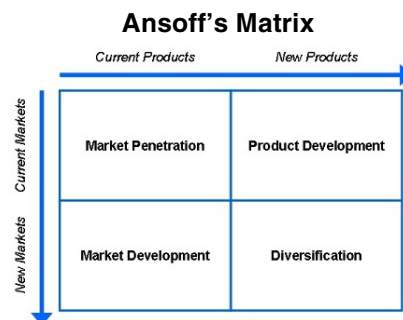 Ansoff's Matrix
Current Products
New Products
Current Markets
Market Penetration
Product Development
New Markets
Market Development
Diversification